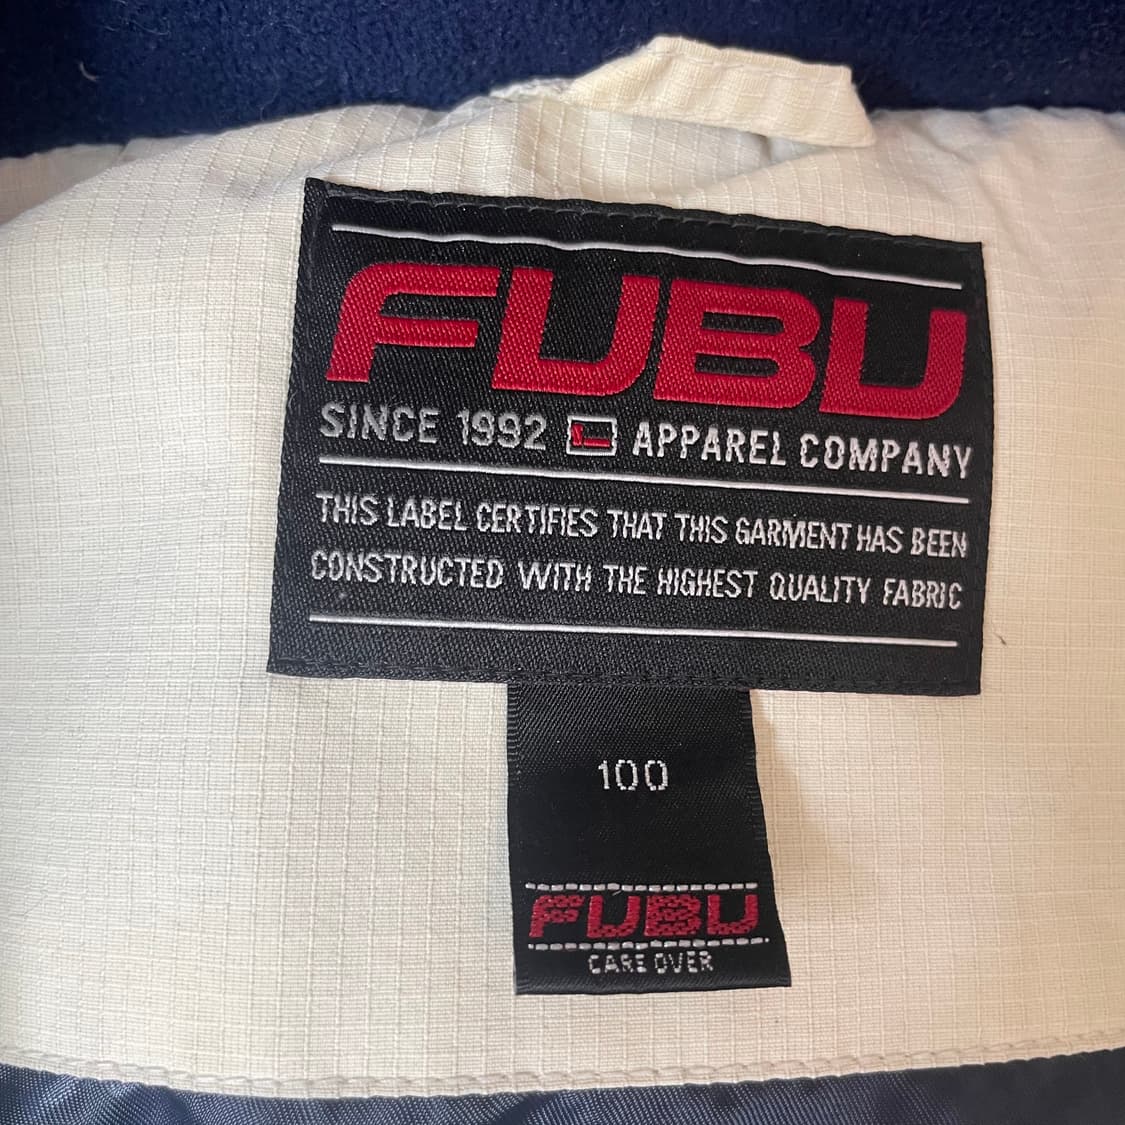 FUBU
SINCE 1992 APPAREL COMPANY
THIS LABEL CERTIFIES THAT THIS GARMENT HAS BEEN
CONSTRUCTED WITH THE HIGHEST QUALITY FABRIC
100
FUBU
CARE OVER